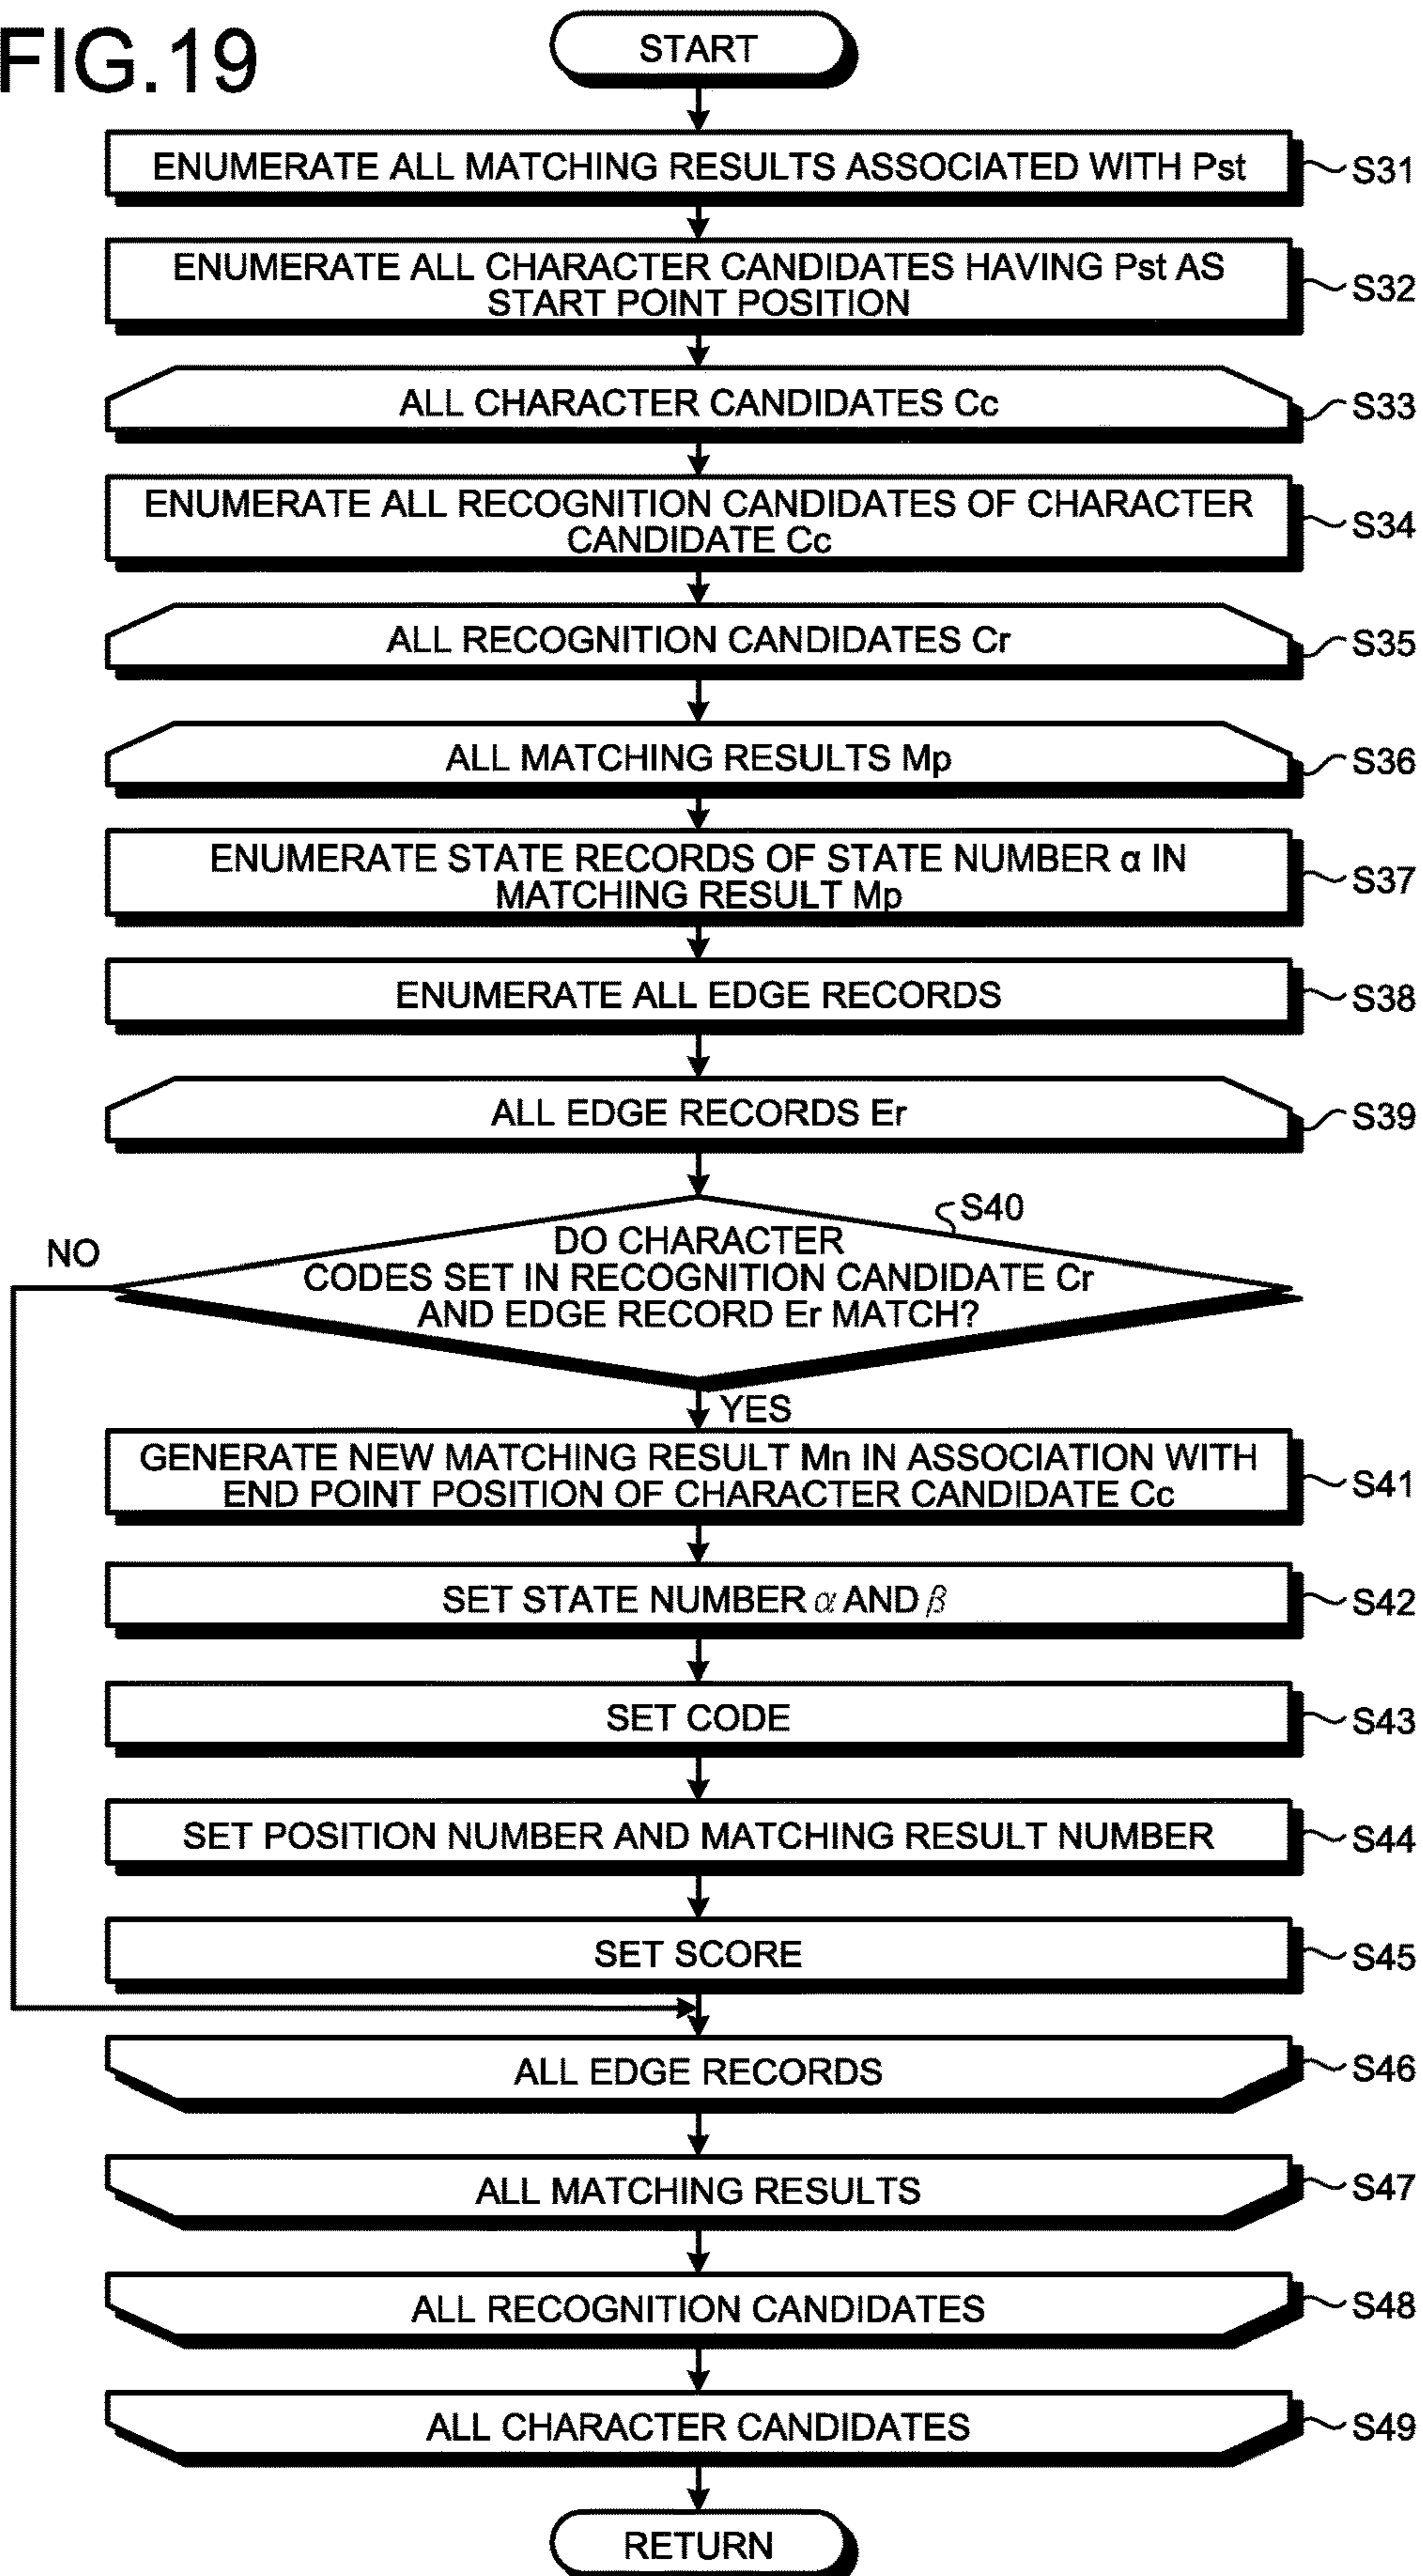 FIG.19
START
ENUMERATE ALL MATCHING RESULTS ASSOCIATED WITH Pst
S31
ENUMERATE ALL CHARACTER CANDIDATES HAVING Pst AS
START POINT POSITION
S32
ALL CHARACTER CANDIDATES Cc
S33
ENUMERATE ALL RECOGNITION CANDIDATES OF CHARACTER
CANDIDATE Cc
S34
ALL RECOGNITION CANDIDATES Cr
S35
ALL MATCHING RESULTS Mp
S36
ENUMERATE STATE RECORDS OF STATE NUMBER α IN
MATCHING RESULT Mp
S37
ENUMERATE ALL EDGE RECORDS
S38
ALL EDGE RECORDS Er
S39
S40
NO
DO CHARACTER
CODES SET IN RECOGNITION CANDIDATE Cr
AND EDGE RECORD Er MATCH?
YES
GENERATE NEW MATCHING RESULT Mn IN ASSOCIATION WITH
END POINT POSITION OF CHARACTER CANDIDATE Cc
S41
SET STATE NUMBER α AND β
S42
SET CODE
S43
SET POSITION NUMBER AND MATCHING RESULT NUMBER
S44
SET SCORE
S45
ALL EDGE RECORDS
S46
ALL MATCHING RESULTS
S47
ALL RECOGNITION CANDIDATES
S48
ALL CHARACTER CANDIDATES
S49
RETURN